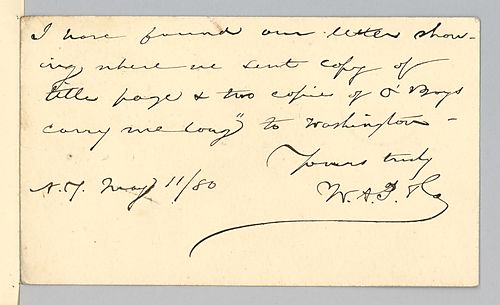 I have found our letter show-
ing where we sent copy of
title page & two copies of "O' Boys
carry me long" to Washington -
Yours truly
N.Y. May 11/80 W. A. P. & Co